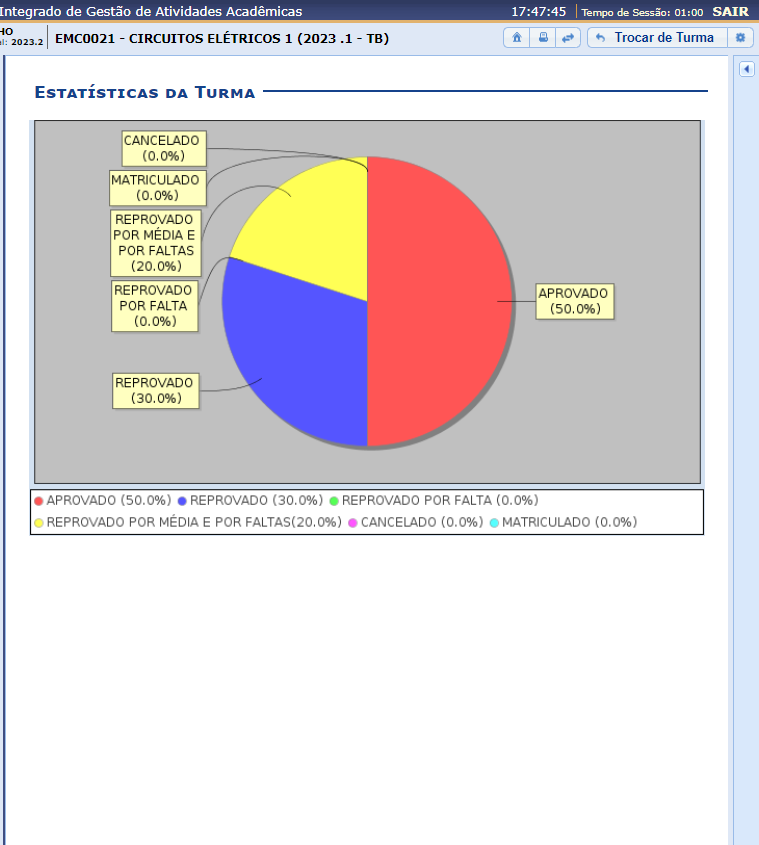 Integrado de Gestão de Atividades Acadêmicas 17:47:45 Tempo de Sessão: 01:00 SAIR
HO
el: 2023.2 EMC0021 - CIRCUITOS ELÉTRICOS 1 (2023 .1 - TB) Trocar de Turma
Estatísticas da Turma
CANCELADO
(0.0%)
MATRICULADO
(0.0%)
REPROVADO
POR MÉDIA E
POR FALTAS
(20.0%)
REPROVADO
POR FALTA
(0.0%)
APROVADO
(50.0%)
REPROVADO
(30.0%)
APROVADO (50.0%) REPROVADO (30.0%) REPROVADO POR FALTA (0.0%)
REPROVADO POR MÉDIA E POR FALTAS(20.0%) CANCELADO (0.0%) MATRICULADO (0.0%)